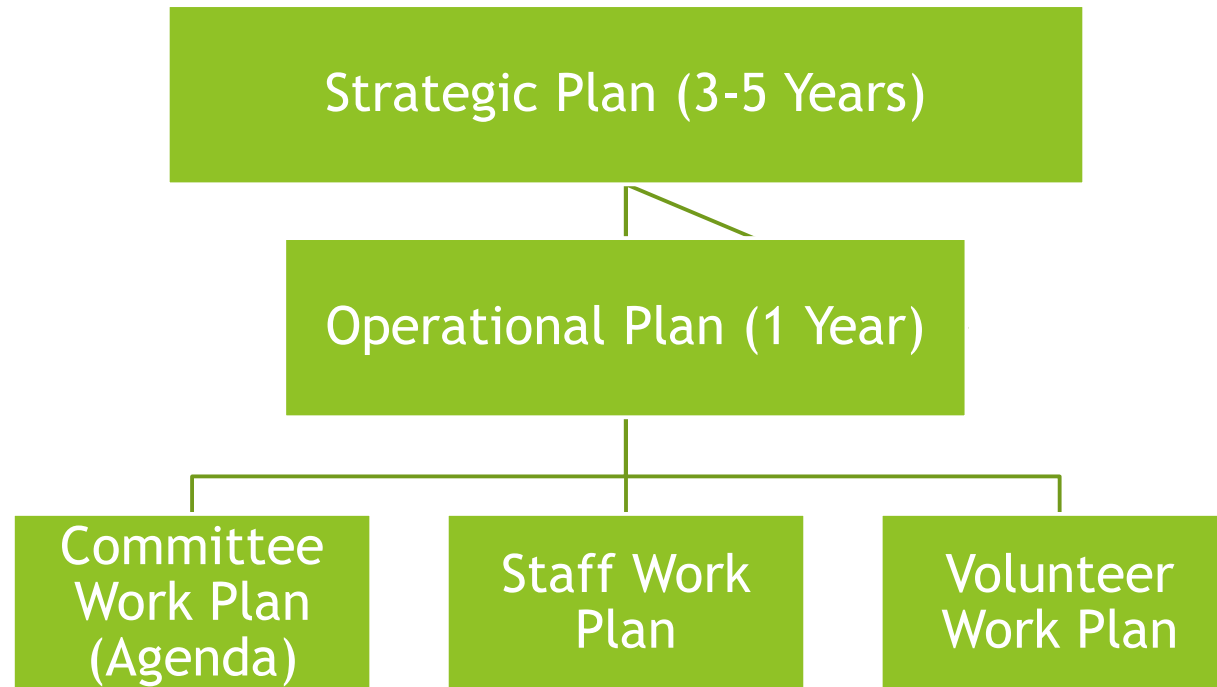 Strategic Plan (3-5 Years)
Operational Plan (1 Year)
Committee
Work Plan
(Agenda)
Staff Work
Plan
Volunteer
Work Plan